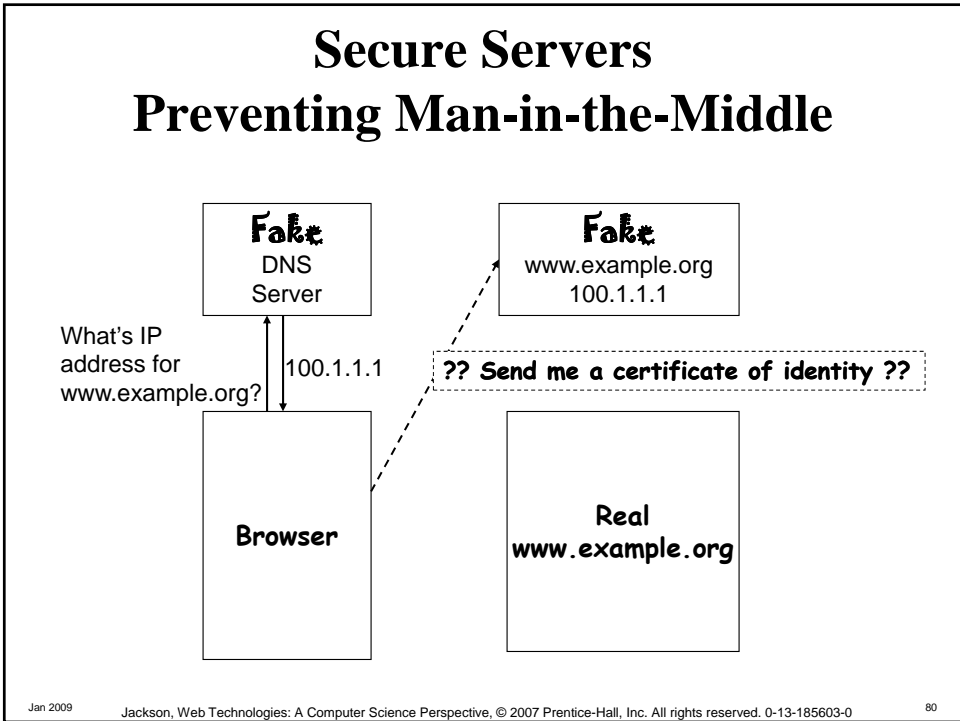 Secure Servers
Preventing Man-in-the-Middle
Fake
DNS
Server
Fake
www.example.org
100.1.1.1
What's IP
address for
www.example.org?
100.1.1.1
?? Send me a certificate of identity ??
Browser
Real
www.example.org
Jan 2009
Jackson, Web Technologies: A Computer Science Perspective, © 2007 Prentice-Hall, Inc. All rights reserved. 0-13-185603-0
80